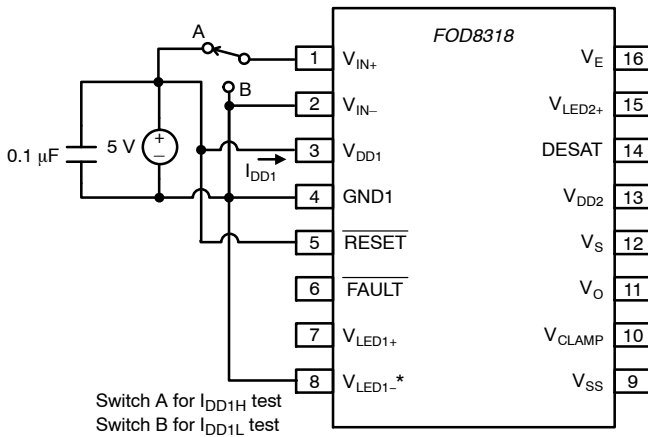 A
B
0.1 μF
5 V
+
−
I_DD1
FOD8318
1 V_IN+
2 V_IN−
3 V_DD1
4 GND1
5 R̅E̅S̅E̅T̅
6 F̅A̅U̅L̅T̅
7 V_LED1+
8 V_LED1−*
V_E 16
V_LED2+ 15
DESAT 14
V_DD2 13
V_S 12
V_O 11
V_CLAMP 10
V_SS 9
Switch A for I_DD1H test
Switch B for I_DD1L test